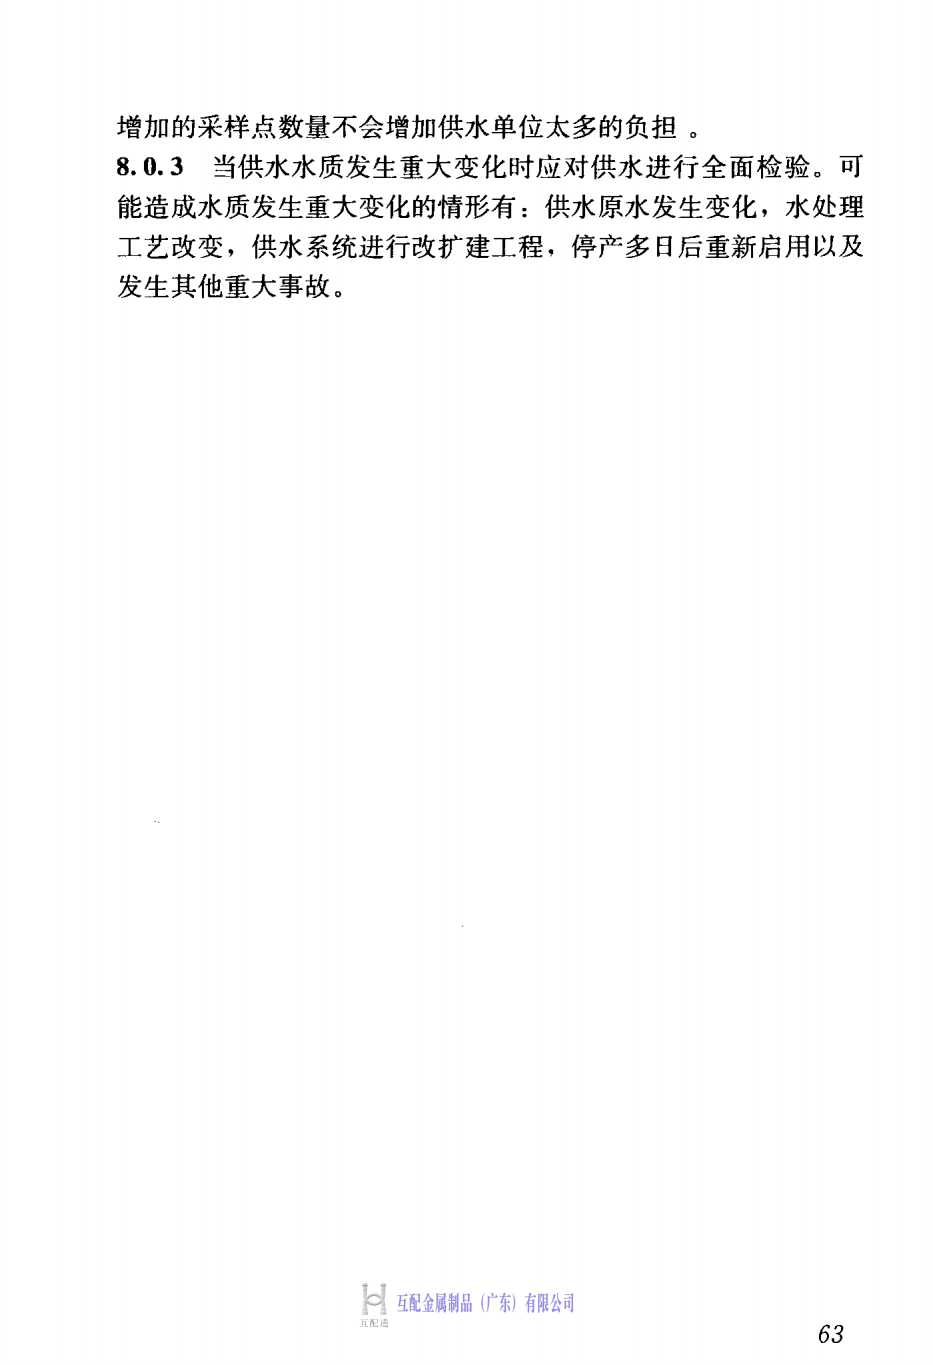 增加的采样点数量不会增加供水单位太多的负担 。
8.0.3 当供水水质发生重大变化时应对供水进行全面检验。可
能造成水质发生重大变化的情形有：供水原水发生变化，水处理
工艺改变，供水系统进行改扩建工程，停产多日后重新启用以及
发生其他重大事故。
互配金属制品（广东）有限公司
互配通
63